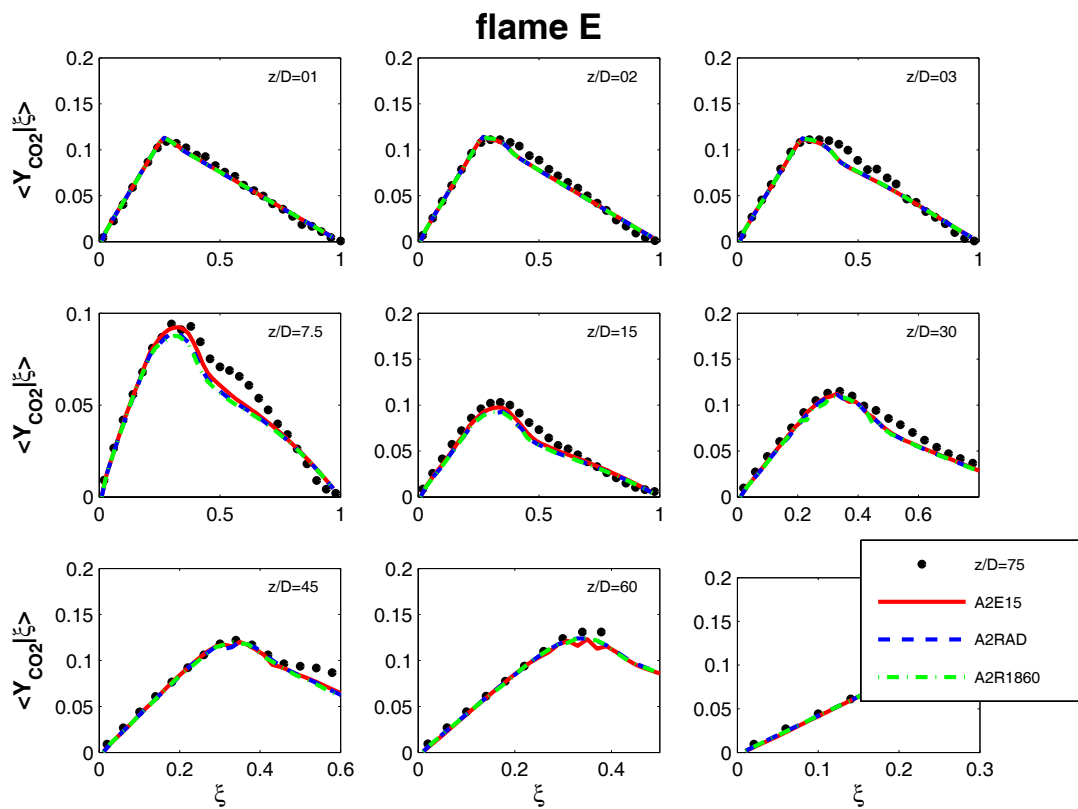 flame E
<Y_CO2|ξ>
0.2
0.15
0.1
0.05
0
0 0.5 1
z/D=01
0.2
0.15
0.1
0.05
0
0 0.5 1
z/D=02
0.2
0.15
0.1
0.05
0
0 0.5 1
z/D=03
<Y_CO2|ξ>
0.1
0.05
0
0 0.5 1
z/D=7.5
0.2
0.15
0.1
0.05
0
0 0.5 1
z/D=15
0.2
0.15
0.1
0.05
0
0 0.2 0.4 0.6
z/D=30
<Y_CO2|ξ>
0.2
0.15
0.1
0.05
0
0 0.2 0.4 0.6
ξ
z/D=45
0.2
0.15
0.1
0.05
0
0 0.2 0.4
ξ
z/D=60
0.2
0.15
0.1
0.05
0
0 0.1 0.2 0.3
ξ
z/D=75
A2E15
A2RAD
A2R1860